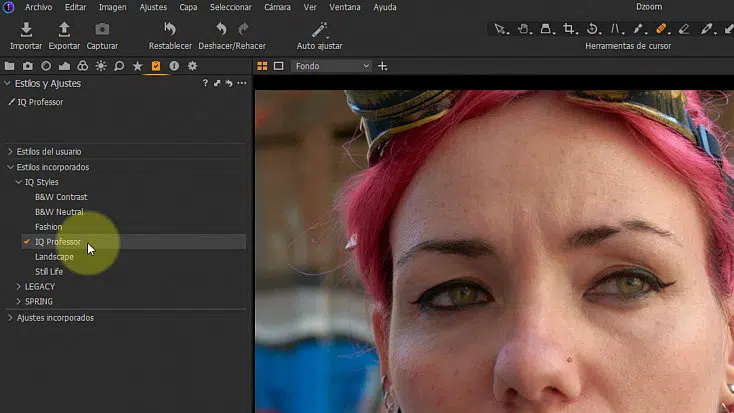 Archivo Editar Imagen Ajustes Capa Seleccionar Cámara Ver Ventana Ayuda Dzoom
Importar Exportar Capturar Restablecer Deshacer/Rehacer Auto ajustar Herramientas de cursor
Estilos y Ajustes ? Fondo
IQ Professor
Estilos del usuario
Estilos incorporados
IQ Styles
B&W Contrast
B&W Neutral
Fashion
IQ Professor
Landscape
Still Life
LEGACY
SPRING
Ajustes incorporados